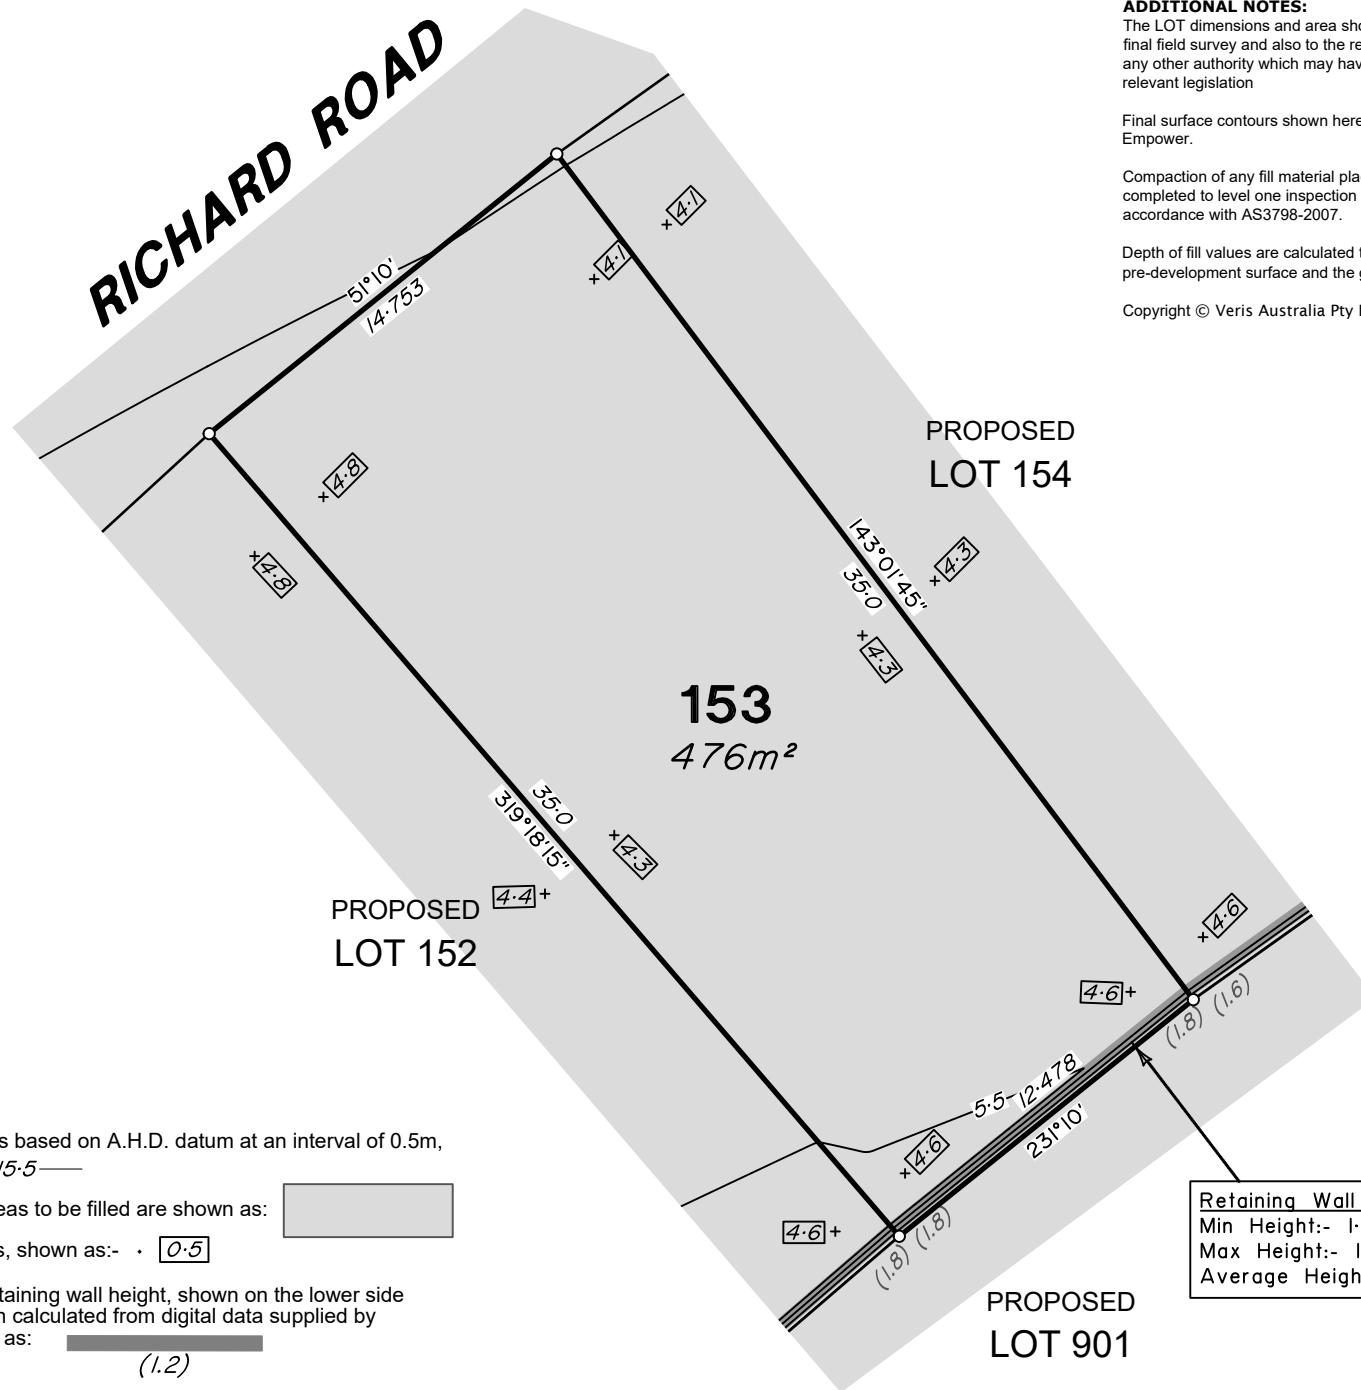 ADDITIONAL NOTES:
The LOT dimensions and area sho
final field survey and also to the re
any other authority which may hav
relevant legislation
Final surface contours shown here
Empower.
Compaction of any fill material pla
completed to level one inspection
accordance with AS3798-2007.
Depth of fill values are calculated t
pre-development surface and the g
Copyright © Veris Australia Pty
RICHARD ROAD
4·1
4·1
51°10'
14·753
PROPOSED
LOT 154
4·8
4·8
143°01'45"
35·0
4·3
4·3
153
476m²
35·0
319°18'15"
4·3
4·4
PROPOSED
LOT 152
4·6
4·6
(1.6)
(1.8)
5·5
12·478
231°10'
4·6
4·6
(1.8)
(1.8)
PROPOSED
LOT 901
Retaining Wall
Min Height:- 1·
Max Height:- 1
Average Heigh
s based on A.H.D. datum at an interval of 0.5m,
15·5
eas to be filled are shown as:
s, shown as:- 0·5
taining wall height, shown on the lower side
n calculated from digital data supplied by
as:
(1.2)